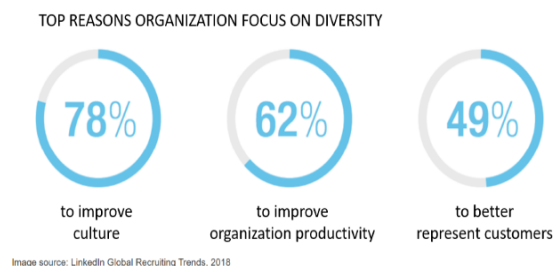 TOP REASONS ORGANIZATION FOCUS ON DIVERSITY
78% 62% 49%
to improve to improve to better
culture organization productivity represent customers
Image source: LinkedIn Global Recruiting Trends, 2018